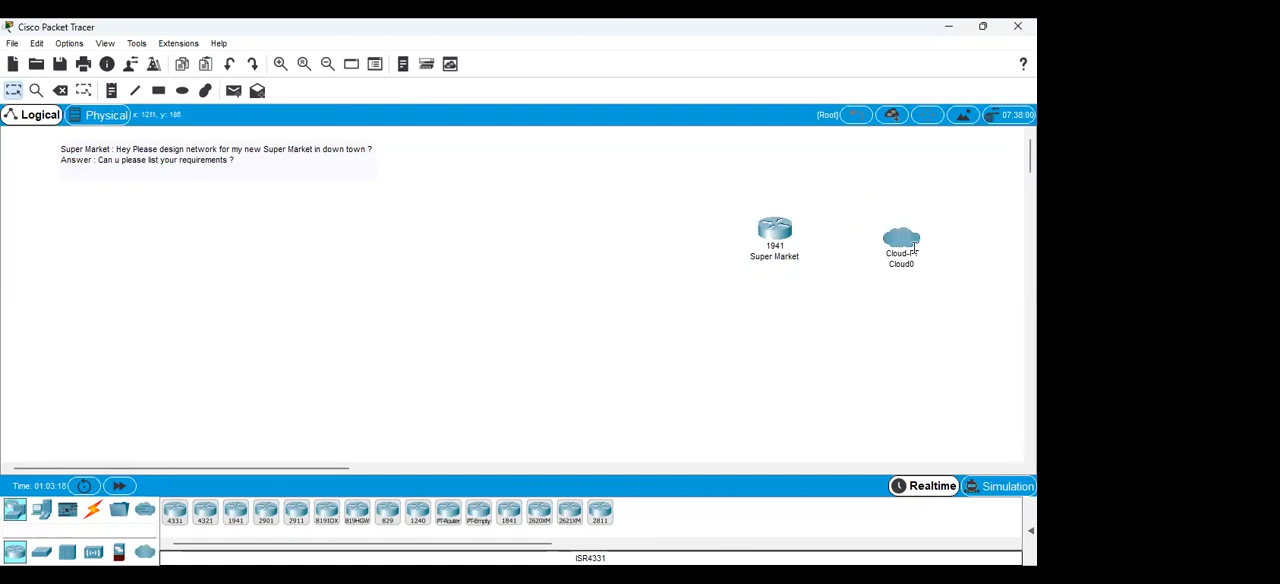 Cisco Packet Tracer
File Edit Options View Tools Extensions Help
?
Logical Physical x: 1211, y: 186 [Root] 07:38:00
Super Market : Hey Please design network for my new Super Market in down town ?
Answer : Can u please list your requirements ?
1941
Super Market
Cloud0
Time: 01:03:18 Realtime Simulation
4331 4321 1941 2901 2911 819IOX 819HGW 829 1240 PT-Router PT-Empty 1841 2620XM 2621XM 2811
ISR4331